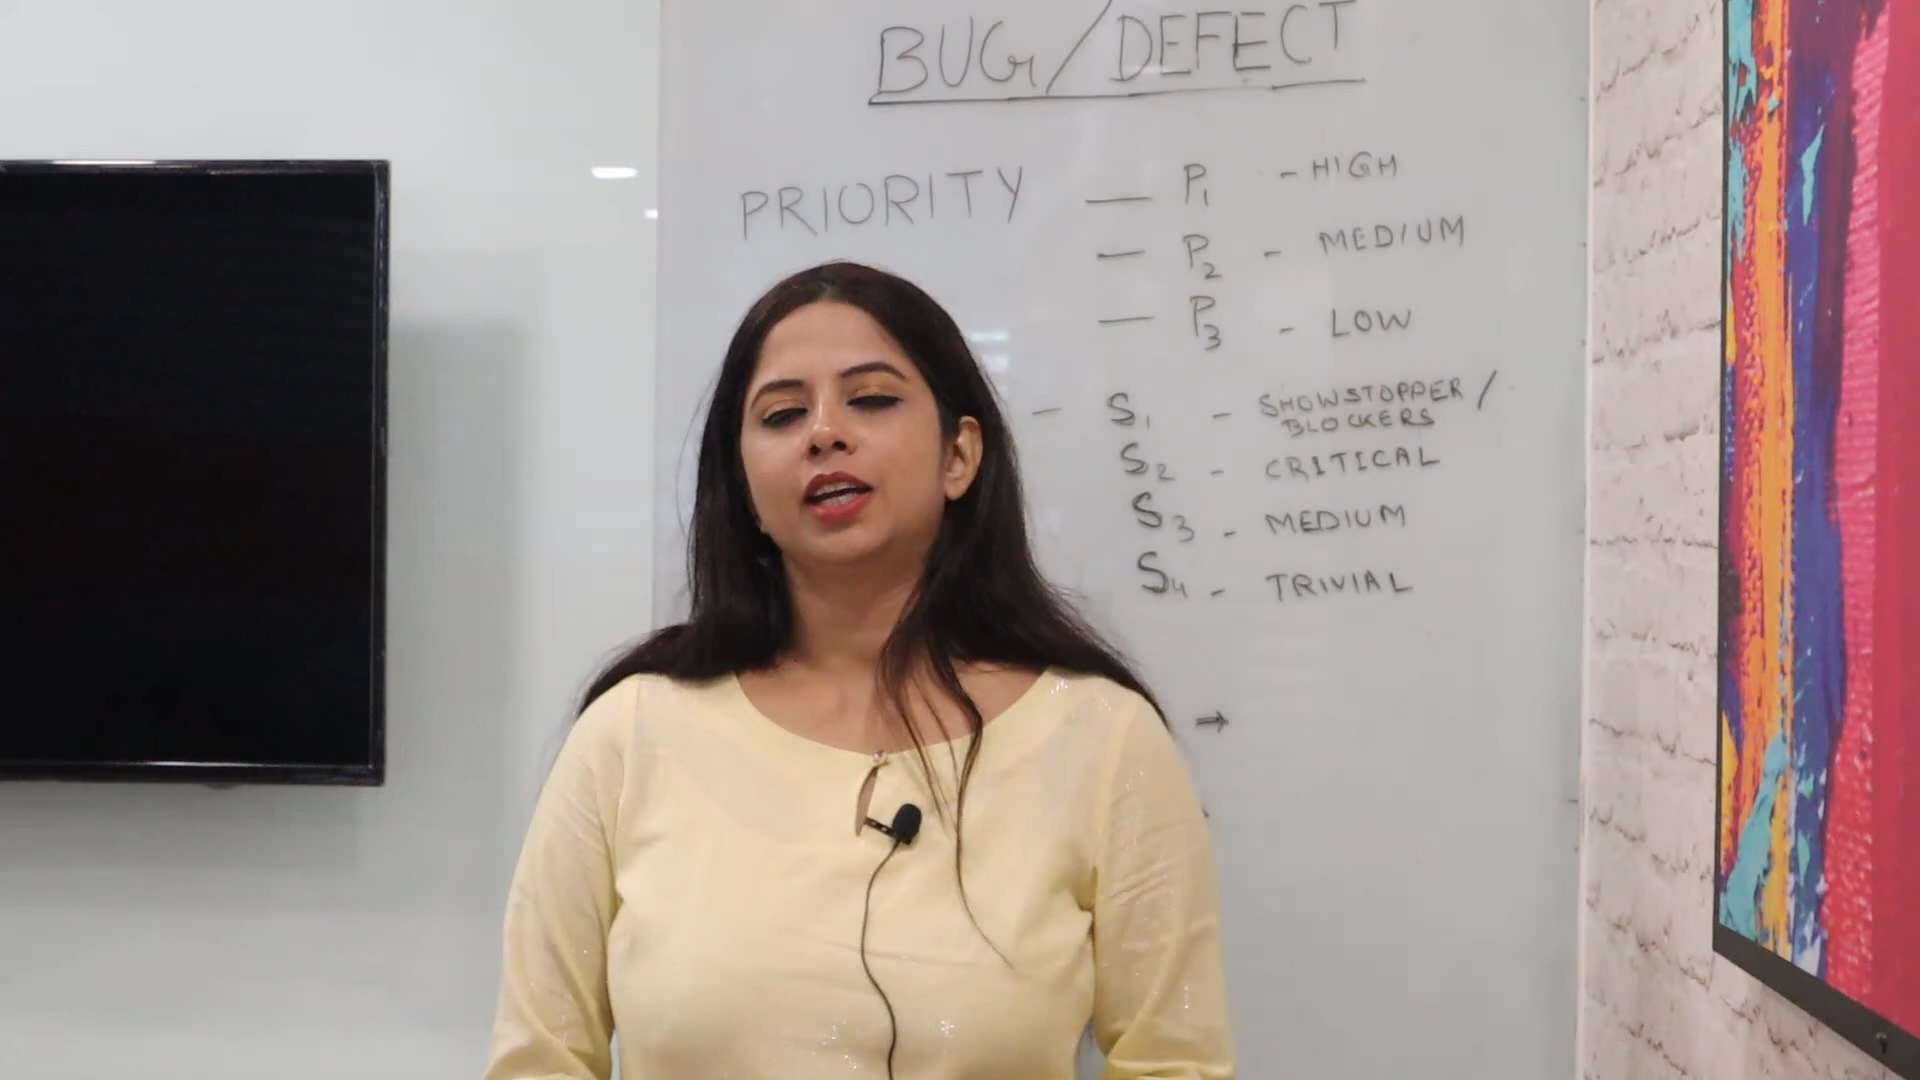 BUG/DEFECT
PRIORITY — P1 - HIGH
— P2 - MEDIUM
— P3 - LOW
- S1 - SHOWSTOPPER/
BLOCKERS
S2 - CRITICAL
S3 - MEDIUM
S4 - TRIVIAL
→